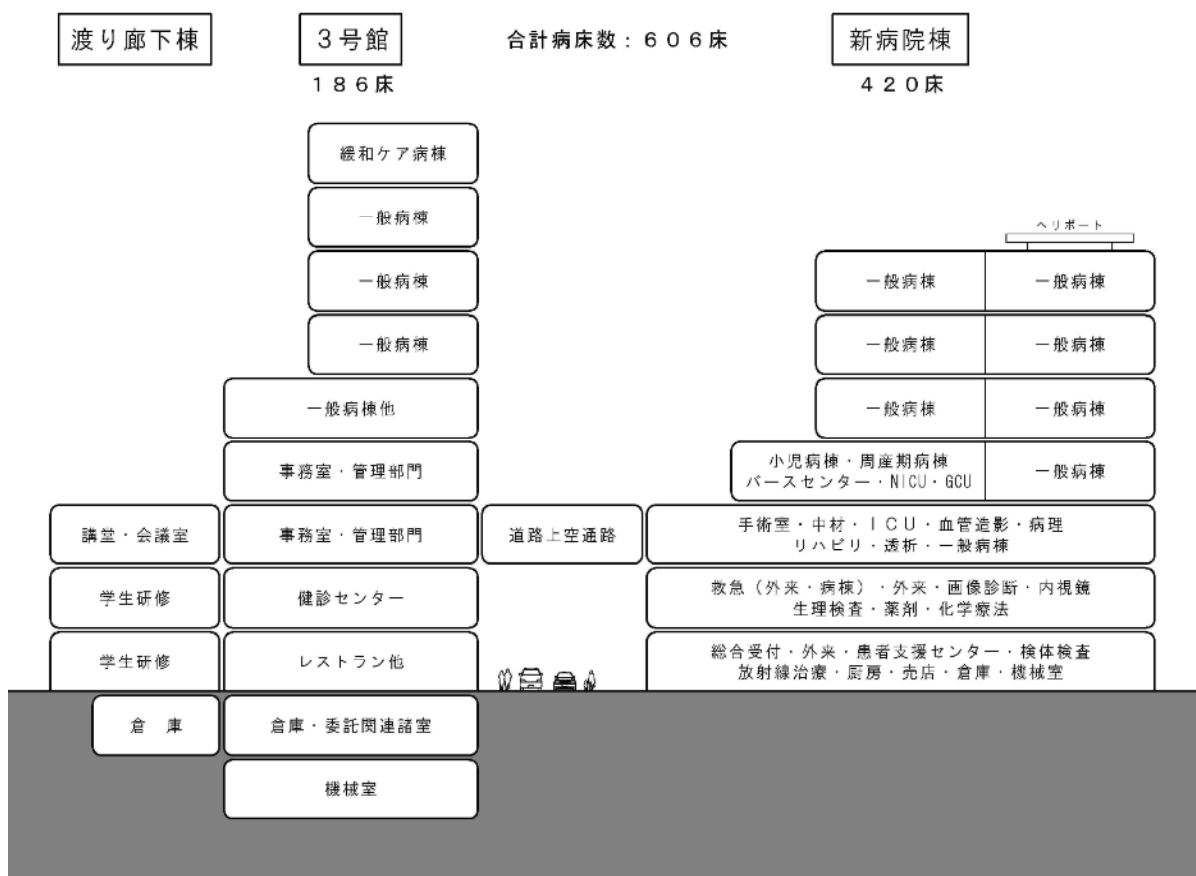 渡り廊下棟
3号館
合計病床数：606床
新病院棟
186床
420床
緩和ケア病棟
一般病棟
ヘリポート
一般病棟
一般病棟
一般病棟
一般病棟
一般病棟
一般病棟
一般病棟
一般病棟他
一般病棟
一般病棟
事務室・管理部門
小児病棟・周産期病棟
バースセンター・NICU・GCU
一般病棟
講堂・会議室
事務室・管理部門
道路上空通路
手術室・中材・ICU・血管造影・病理
リハビリ・透析・一般病棟
学生研修
健診センター
救急（外来・病棟）・外来・画像診断・内視鏡
生理検査・薬剤・化学療法
学生研修
レストラン他
総合受付・外来・患者支援センター・検体検査
放射線治療・厨房・売店・倉庫・機械室
倉　庫
倉庫・委託関連諸室
機械室